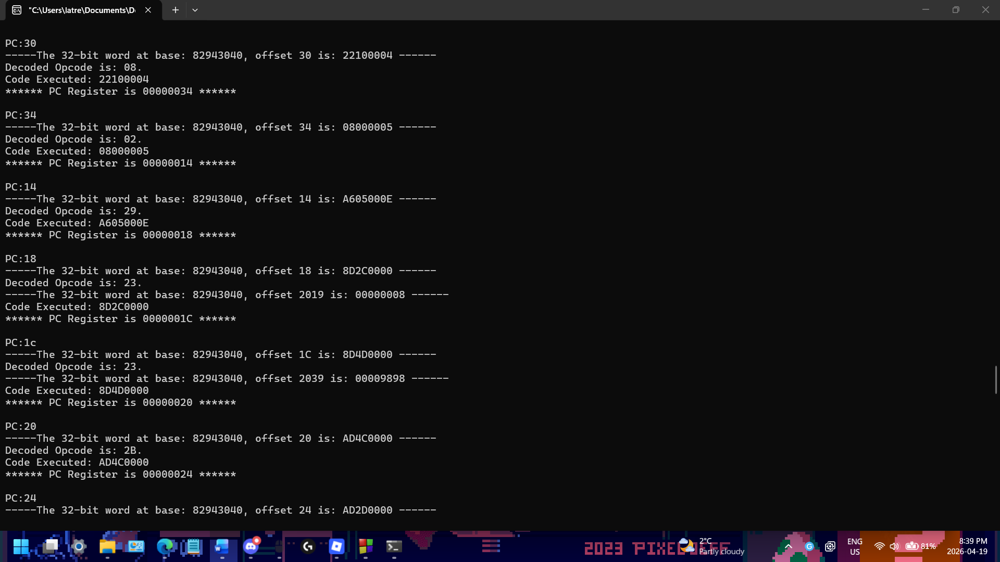 "C:\Users\latre\Documents\D
PC:30
-----The 32-bit word at base: 82943040, offset 30 is: 22100004 ------
Decoded Opcode is: 08.
Code Executed: 22100004
****** PC Register is 00000034 ******
PC:34
-----The 32-bit word at base: 82943040, offset 34 is: 08000005 ------
Decoded Opcode is: 02.
Code Executed: 08000005
****** PC Register is 00000014 ******
PC:14
-----The 32-bit word at base: 82943040, offset 14 is: A605000E ------
Decoded Opcode is: 29.
Code Executed: A605000E
****** PC Register is 00000018 ******
PC:18
-----The 32-bit word at base: 82943040, offset 18 is: 8D2C0000 ------
Decoded Opcode is: 23.
-----The 32-bit word at base: 82943040, offset 2019 is: 00000008 ------
Code Executed: 8D2C0000
****** PC Register is 0000001C ******
PC:1c
-----The 32-bit word at base: 82943040, offset 1C is: 8D4D0000 ------
Decoded Opcode is: 23.
-----The 32-bit word at base: 82943040, offset 2039 is: 00009898 ------
Code Executed: 8D4D0000
****** PC Register is 00000020 ******
PC:20
-----The 32-bit word at base: 82943040, offset 20 is: AD4C0000 ------
Decoded Opcode is: 2B.
Code Executed: AD4C0000
****** PC Register is 00000024 ******
PC:24
-----The 32-bit word at base: 82943040, offset 24 is: AD2D0000 ------
2023
2°C
Partly cloudy
ENG
US
81%
8:39 PM
2026-04-19